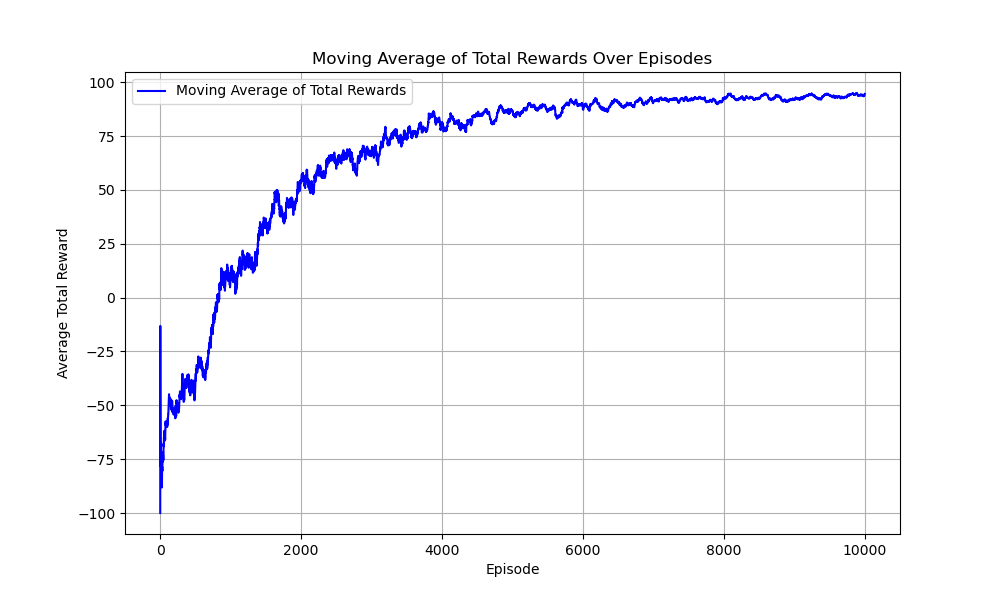 Moving Average of Total Rewards Over Episodes
Moving Average of Total Rewards
100
75
50
25
0
−25
−50
−75
−100
Average Total Reward
0 2000 4000 6000 8000 10000
Episode